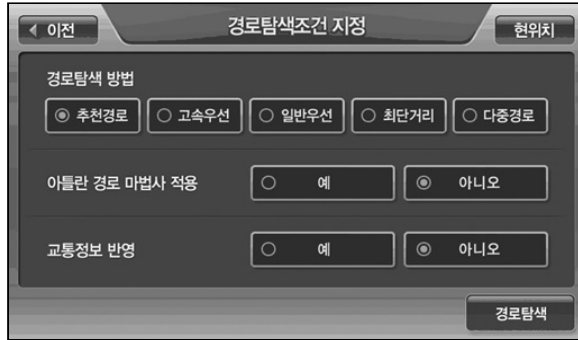 이전
경로탐색조건 지정
현위치
경로탐색 방법
추천경로 고속우선 일반우선 최단거리 다중경로
아틀란 경로 마법사 적용 예 아니오
교통정보 반영 예 아니오
경로탐색